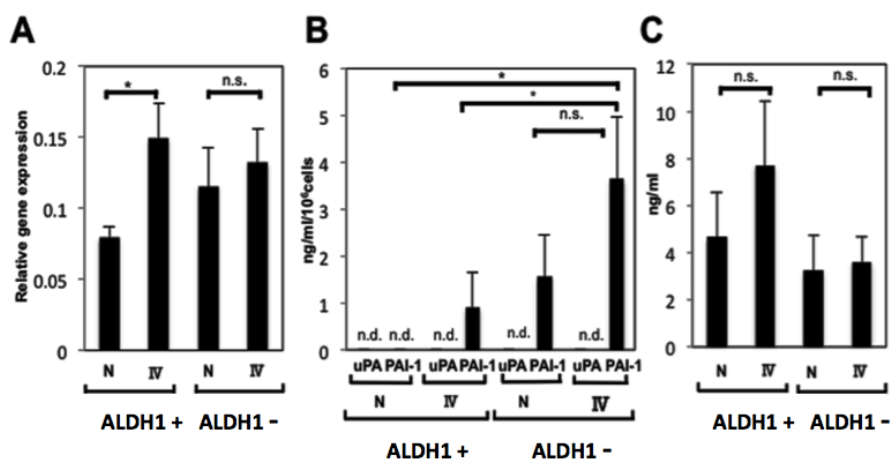 A
Relative gene expression
0.2
0.15
0.1
0.05
0
*
n.s.
N Ⅳ N Ⅳ
ALDH1 + ALDH1 -
B
ng/ml/10⁶cells
6
5
4
3
2
1
0
*
*
n.s.
n.d. n.d. n.d. n.d. n.d.
uPA PAI-1 uPA PAI-1 uPA PAI-1 uPA PAI-1
N Ⅳ N Ⅳ
ALDH1 + ALDH1 -
C
ng/ml
12
10
8
6
4
2
0
n.s. n.s.
N Ⅳ N Ⅳ
ALDH1 + ALDH1 -